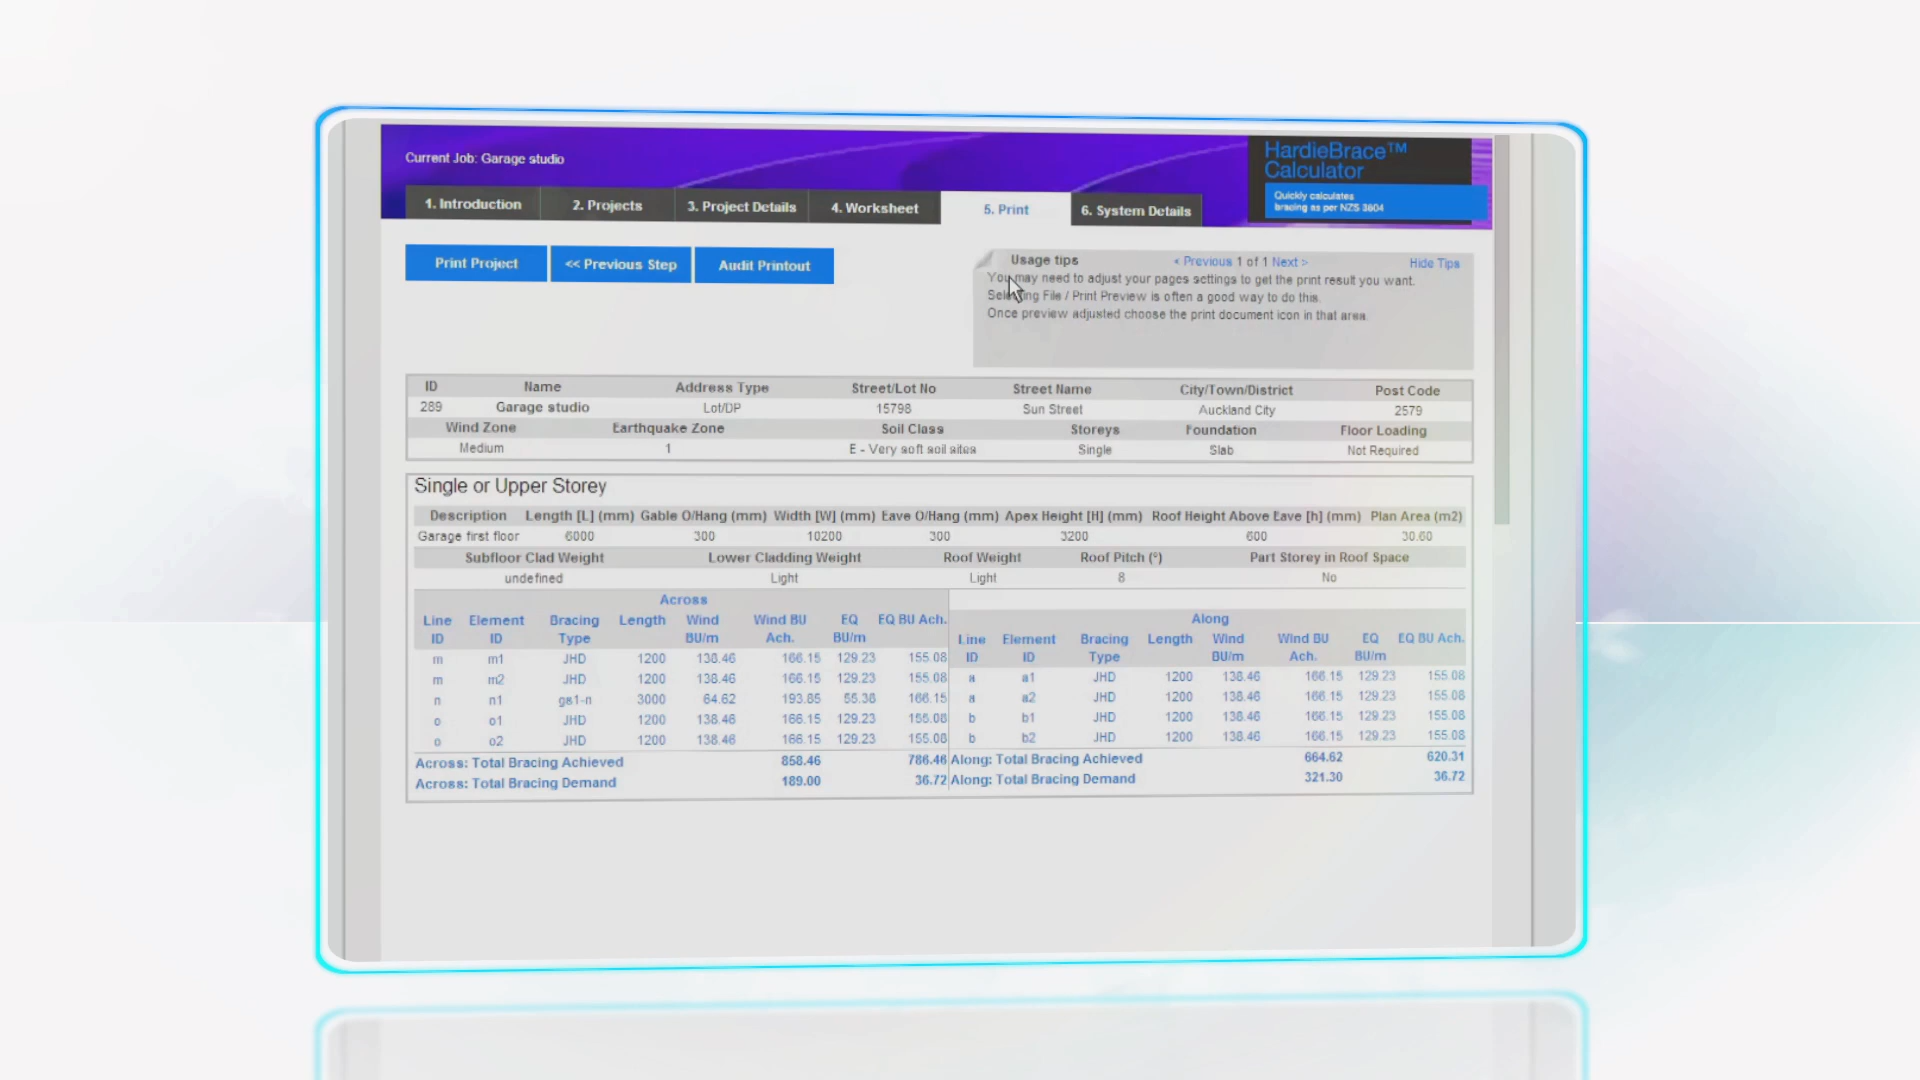 Current Job: Garage studio
HardieBrace™
Calculator
Quickly calculates
bracing as per NZS 3604
1. Introduction 2. Projects 3. Project Details 4. Worksheet 5. Print 6. System Details
Print Project << Previous Step Audit Printout
Usage tips < Previous 1 of 1 Next > Hide Tips
You may need to adjust your pages settings to get the print result you want.
Selecting File / Print Preview is often a good way to do this.
Once preview adjusted choose the print document icon in that area.
ID Name Address Type Street/Lot No Street Name City/Town/District Post Code
289 Garage studio Lot/DP 15798 Sun Street Auckland City 2579
Wind Zone Earthquake Zone Soil Class Storeys Foundation Floor Loading
Medium 1 E - Very soft soil sites Single Slab Not Required
Single or Upper Storey
Description Length [L] (mm) Gable O/Hang (mm) Width [W] (mm) Eave O/Hang (mm) Apex Height [H] (mm) Roof Height Above Eave [h] (mm) Plan Area (m2)
Garage first floor 6000 300 10200 300 3200 600 30.60
Subfloor Clad Weight Lower Cladding Weight Roof Weight Roof Pitch (°) Part Storey in Roof Space
undefined Light Light 8 No
Across
Line Element Bracing Length Wind Wind BU EQ EQ BU Ach.
ID ID Type BU/m Ach. BU/m
m m1 JHD 1200 138.46 166.15 129.23 155.08
m m2 JHD 1200 138.46 166.15 129.23 155.08
n n1 gs1-n 3000 64.62 193.85 55.38 166.15
o o1 JHD 1200 138.46 166.15 129.23 155.08
o o2 JHD 1200 138.46 166.15 129.23 155.08
Across: Total Bracing Achieved 858.46 786.46
Across: Total Bracing Demand 189.00 36.72
Along
Line Element Bracing Length Wind Wind BU EQ EQ BU Ach.
ID ID Type BU/m Ach. BU/m
a a1 JHD 1200 138.46 166.15 129.23 155.08
a a2 JHD 1200 138.46 166.15 129.23 155.08
b b1 JHD 1200 138.46 166.15 129.23 155.08
b b2 JHD 1200 138.46 166.15 129.23 155.08
Along: Total Bracing Achieved 664.62 620.31
Along: Total Bracing Demand 321.30 36.72